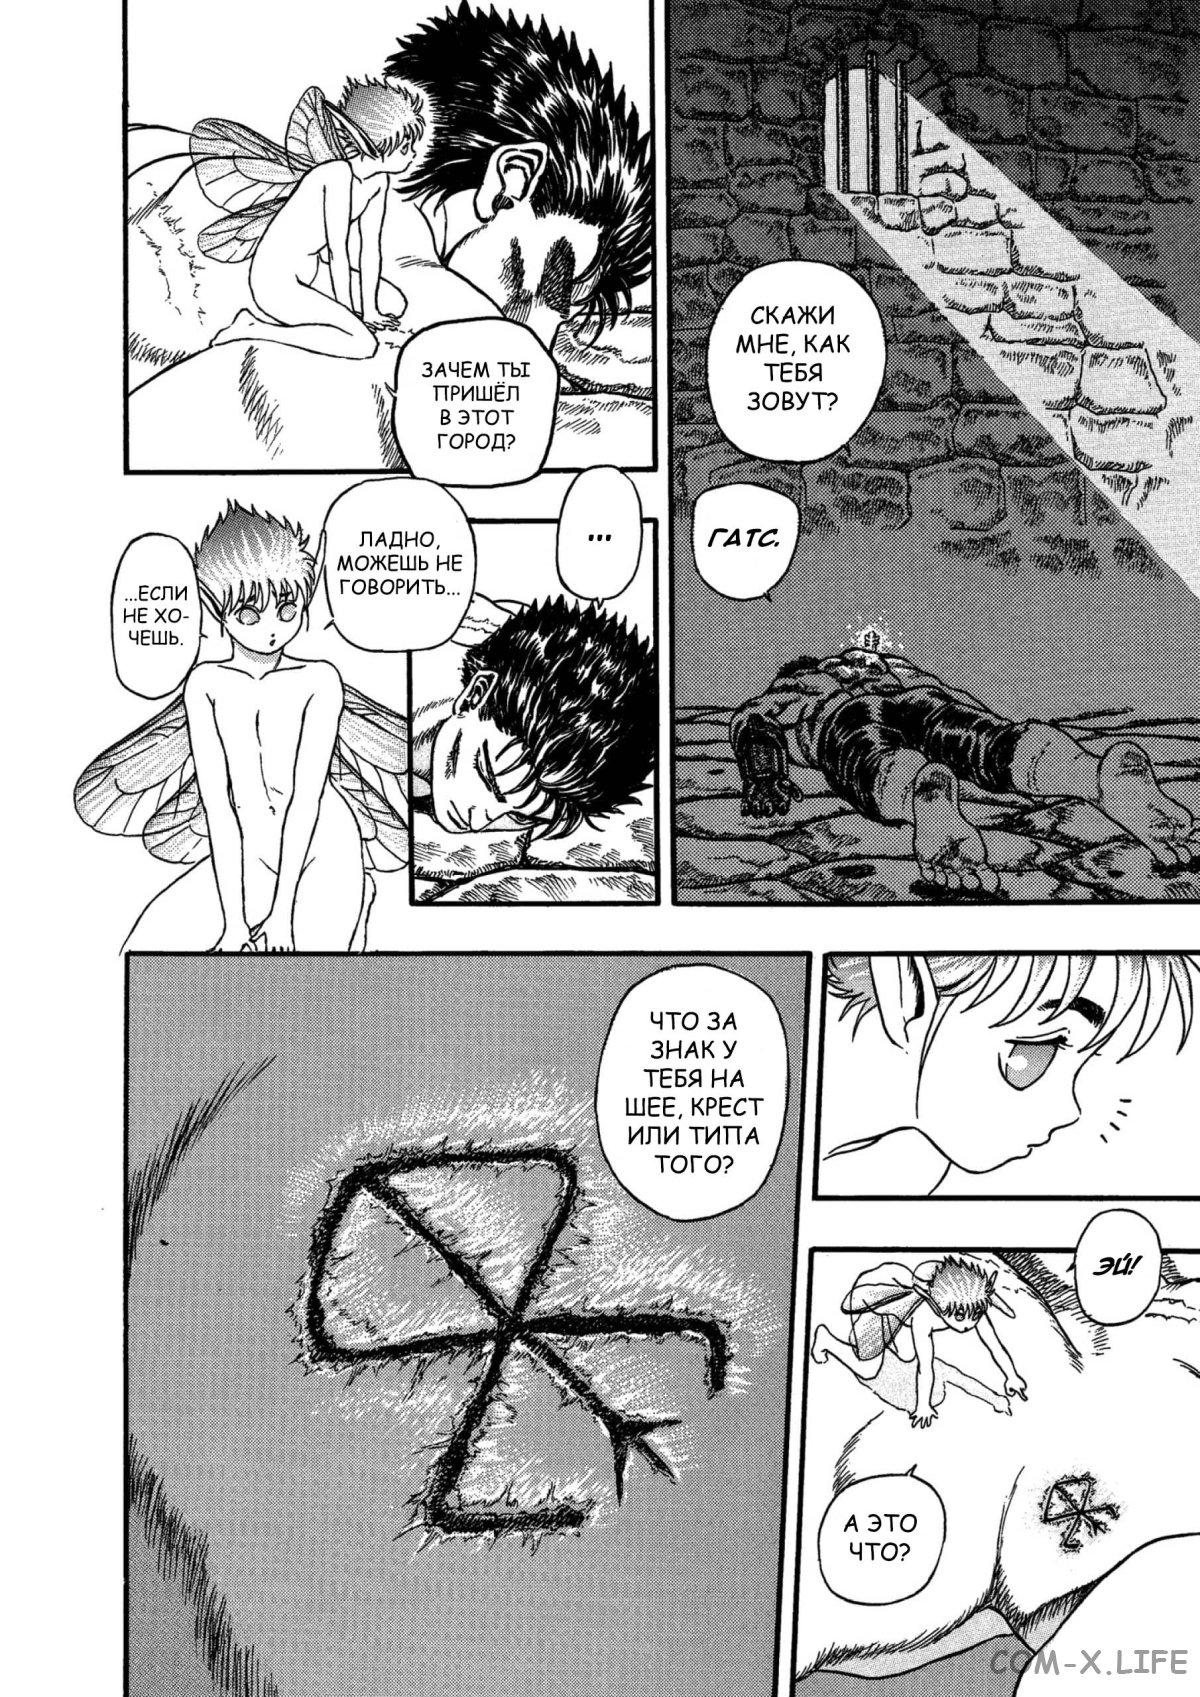 СКАЖИ
МНЕ, КАК
ТЕБЯ
ЗОВУТ?
ГАТС.
ЗАЧЕМ ТЫ
ПРИШЁЛ
В ЭТОТ
ГОРОД?
...
ЛАДНО,
МОЖЕШЬ НЕ
ГОВОРИТЬ...
...ЕСЛИ
НЕ ХО-
ЧЕШЬ.
ЭЙ!
А ЭТО
ЧТО?
ЧТО ЗА
ЗНАК У
ТЕБЯ НА
ШЕЕ, КРЕСТ
ИЛИ ТИПА
ТОГО?
COM-X.LIFE